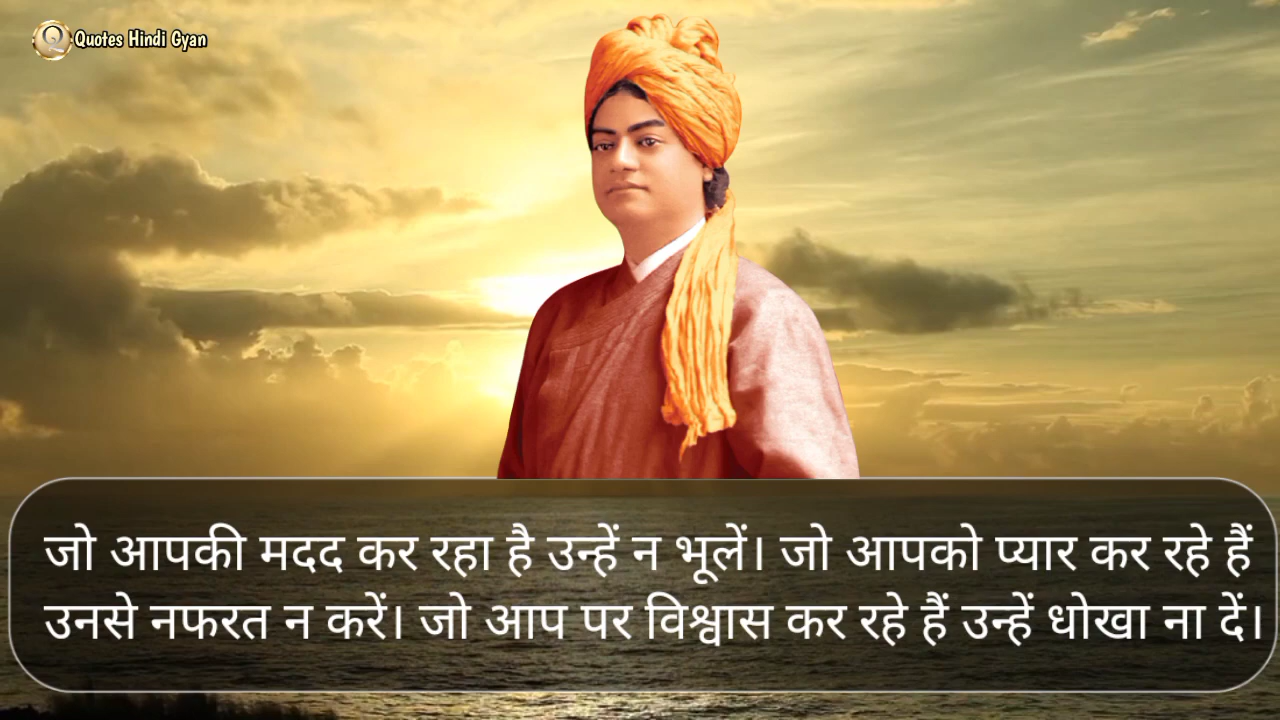 Quotes Hindi Gyan
जो आपकी मदद कर रहा है उन्हें न भूलें। जो आपको प्यार कर रहे हैं
उनसे नफरत न करें। जो आप पर विश्वास कर रहे हैं उन्हें धोखा ना दें।